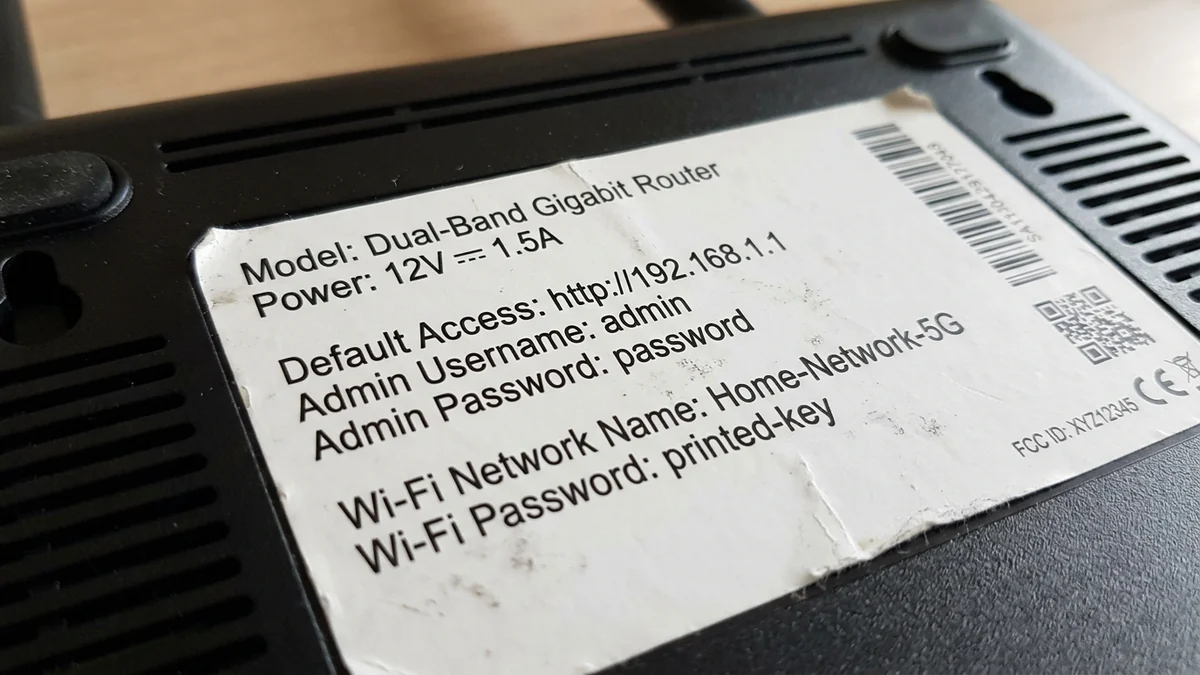 Model: Dual-Band Gigabit Router
Power: 12V ⎓ 1.5A
Default Access: http://192.168.1.1
Admin Username: admin
Admin Password: password
Wi-Fi Network Name: Home-Network-5G
Wi-Fi Password: printed-key
FCC ID: XYZ12345 CE